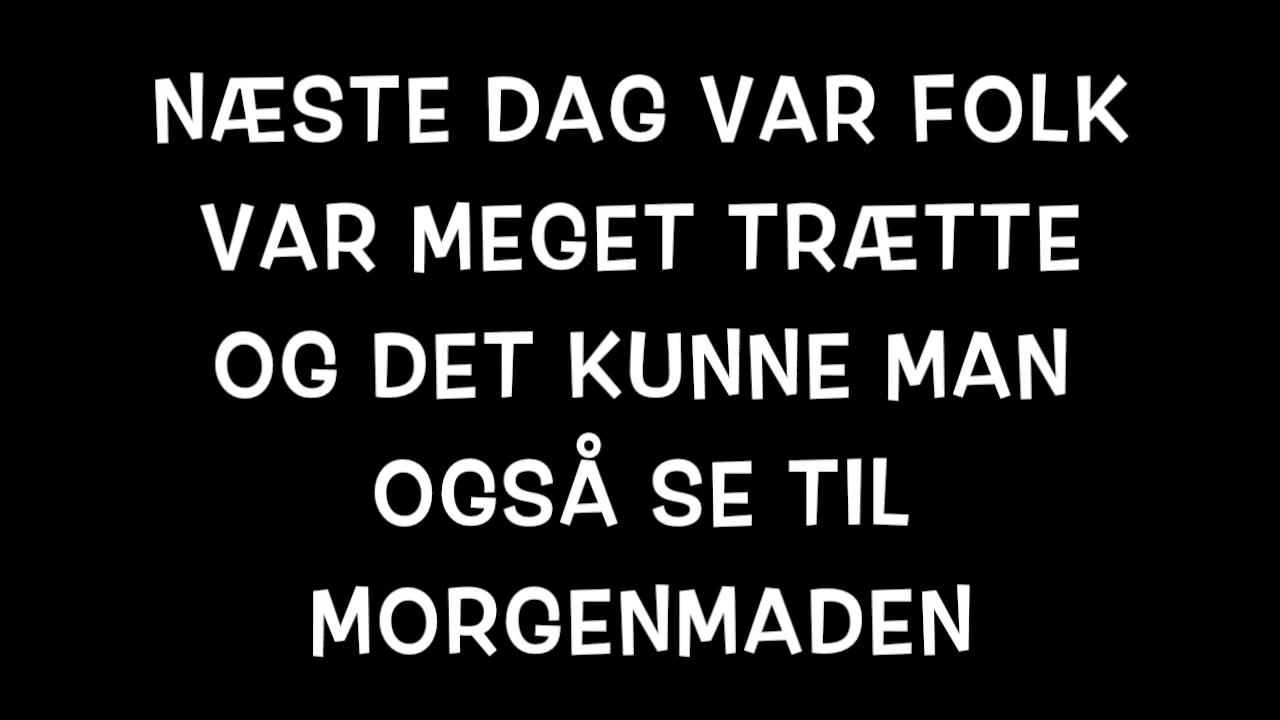 NÆSTE DAG VAR FOLK
VAR MEGET TRÆTTE
OG DET KUNNE MAN
OGSÅ SE TIL
MORGENMADEN